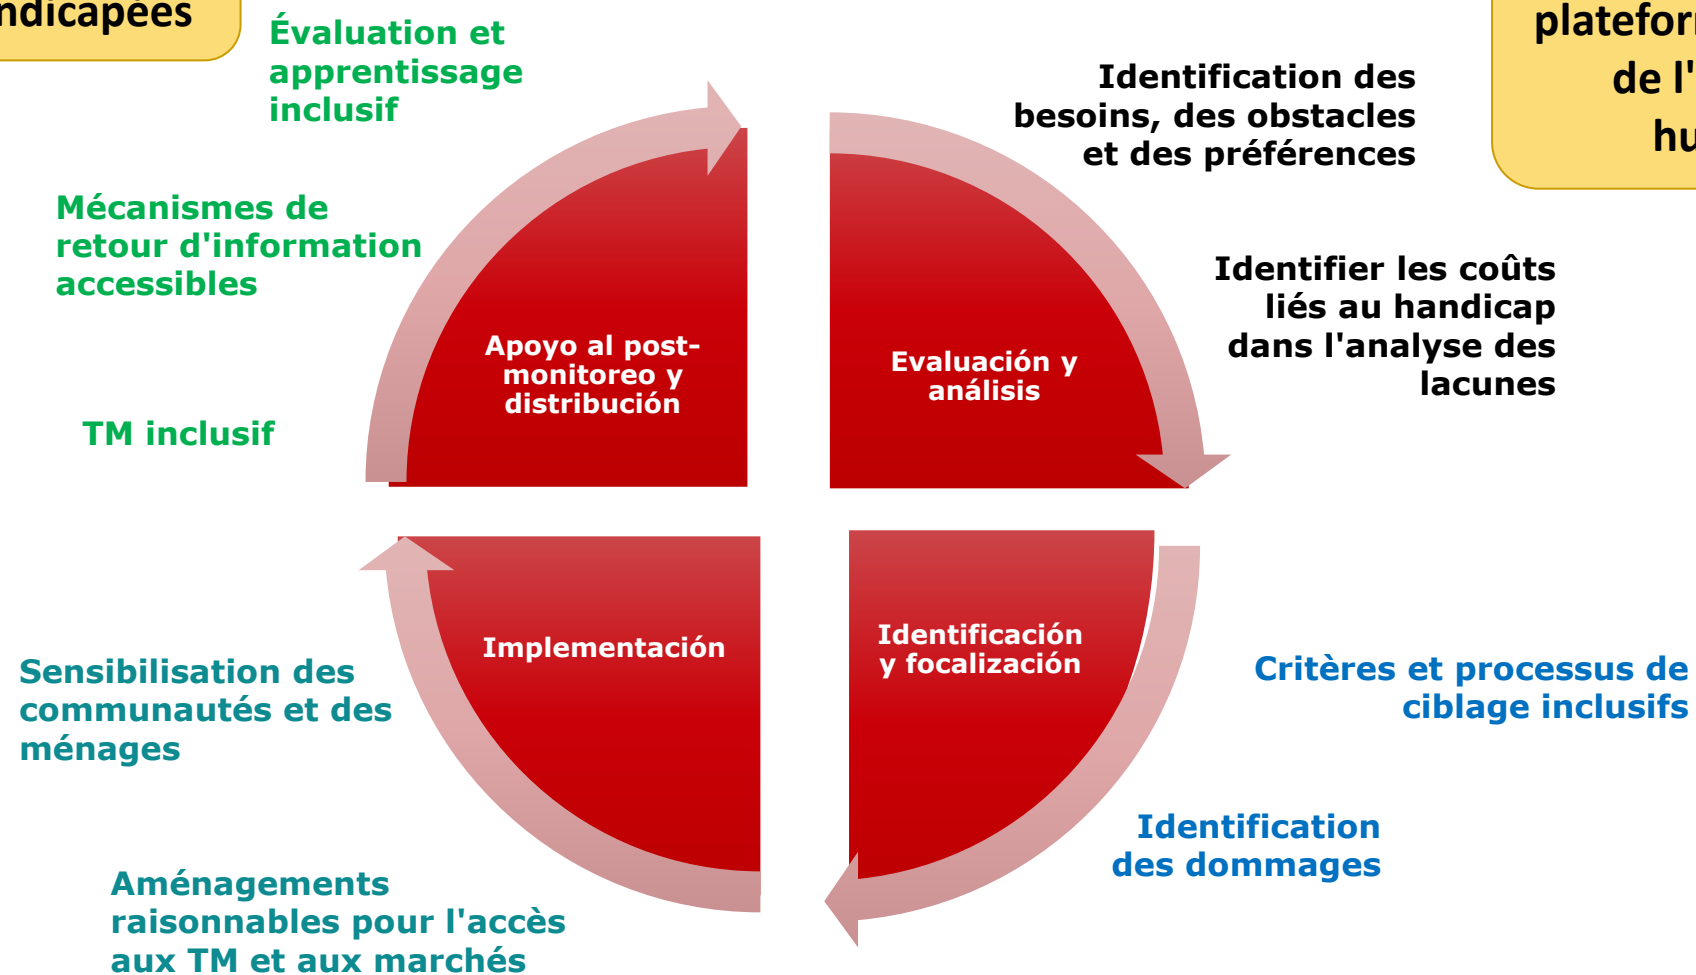 Évaluation et
apprentissage
inclusif
Mécanismes de
retour d'information
accessibles
TM inclusif
Identification des
besoins, des obstacles
et des préférences
Identifier les coûts
liés au handicap
dans l'analyse des
lacunes
de l'
Apoyo al post-
monitoreo y
distribución
Evaluación y
análisis
Implementación
Identificación
y focalización
Sensibilisation des
communautés et des
ménages
Aménagements
raisonnables pour l'accès
aux TM et aux marchés
Critères et processus de
ciblage inclusifs
Identification
des dommages